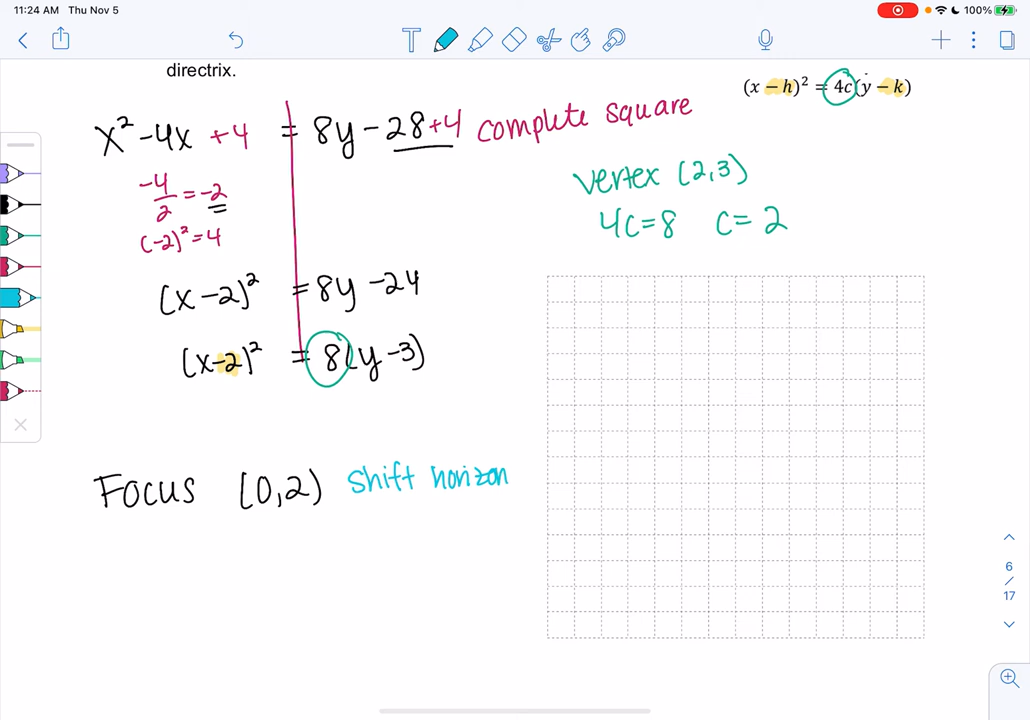 11:24 AM Thu Nov 5
100%
T
directrix.
(x − h)² = 4c(y − k)
x² − 4x + 4 = 8y − 28 + 4 complete square
-4/2 = -2
(-2)² = 4
vertex (2,3)
4c = 8 c = 2
(x − 2)² = 8y − 24
(x − 2)² = 8(y − 3)
Focus (0,2) shift horizon
6
/
17